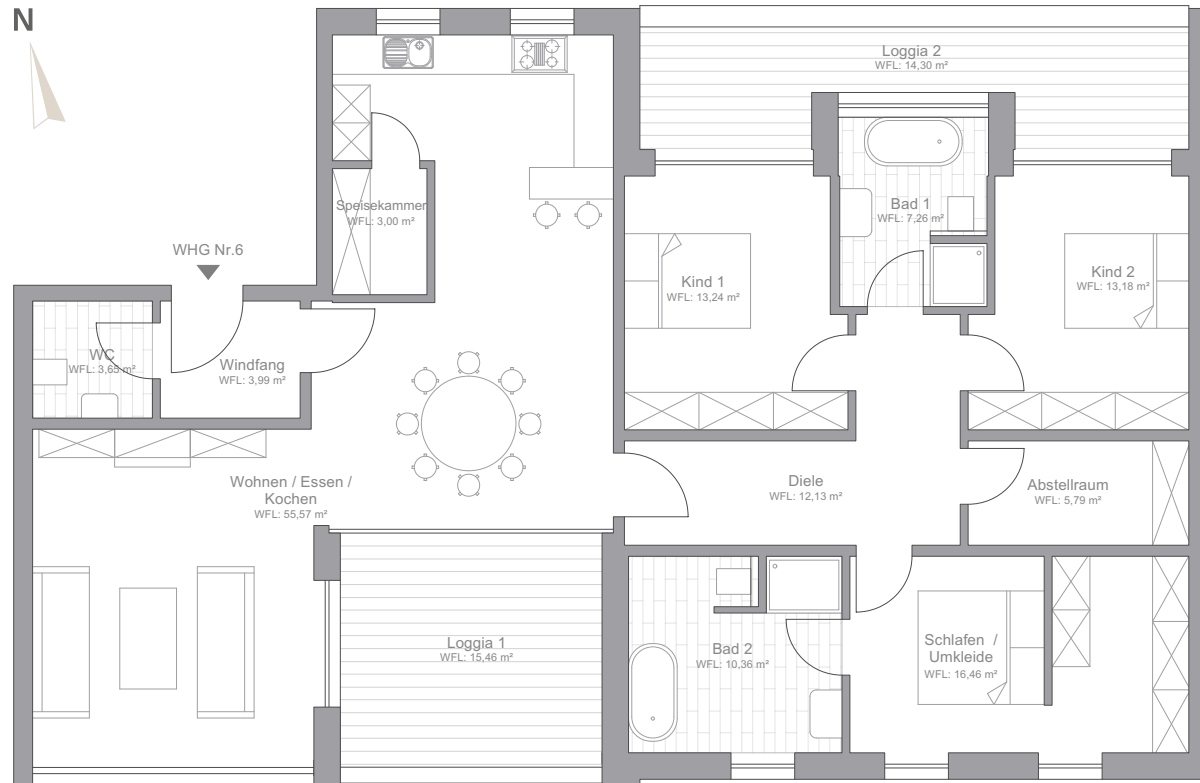 N
Loggia 2
WFL: 14,30 m²
Speisekammer
WFL: 3,00 m²
Bad 1
WFL: 7,26 m²
WHG Nr.6
Kind 1
WFL: 13,24 m²
Kind 2
WFL: 13,18 m²
WC
WFL: 3,65 m²
Windfang
WFL: 3,99 m²
Wohnen / Essen /
Kochen
WFL: 55,57 m²
Diele
WFL: 12,13 m²
Abstellraum
WFL: 5,79 m²
Loggia 1
WFL: 15,46 m²
Bad 2
WFL: 10,36 m²
Schlafen /
Umkleide
WFL: 16,46 m²